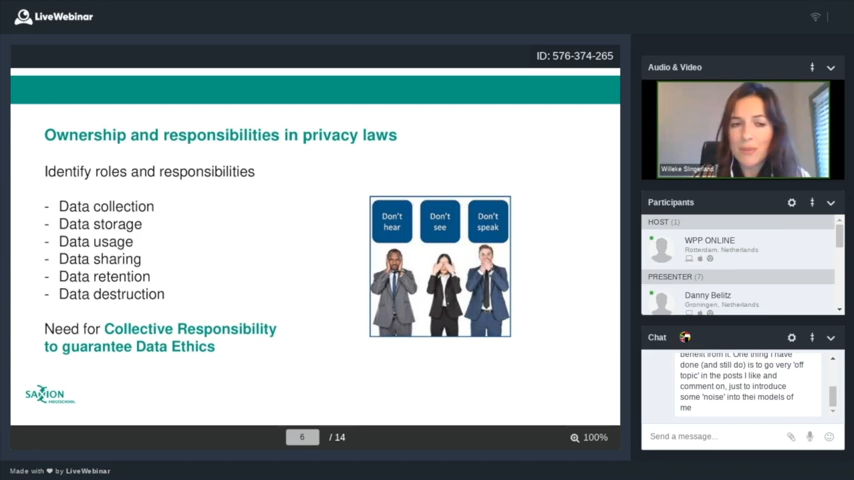 LiveWebinar
ID: 576-374-265
Ownership and responsibilities in privacy laws
Identify roles and responsibilities
- Data collection
- Data storage
- Data usage
- Data sharing
- Data retention
- Data destruction
Need for Collective Responsibility
to guarantee Data Ethics
Don't
hear
Don't
see
Don't
speak
SAXION
HOGESCHOOL
6 / 14
100%
Audio & Video
Willeke Slingerland
Participants
HOST (1)
WPP ONLINE
Rotterdam, Netherlands
PRESENTER (7)
Danny Belitz
Groningen, Netherlands
Chat
benefit from it. One thing I have
done (and still do) is to go very 'off
topic' in the posts I like and
comment on, just to introduce
some 'noise' into thei models of
me
Send a message...
Made with ❤ by LiveWebinar